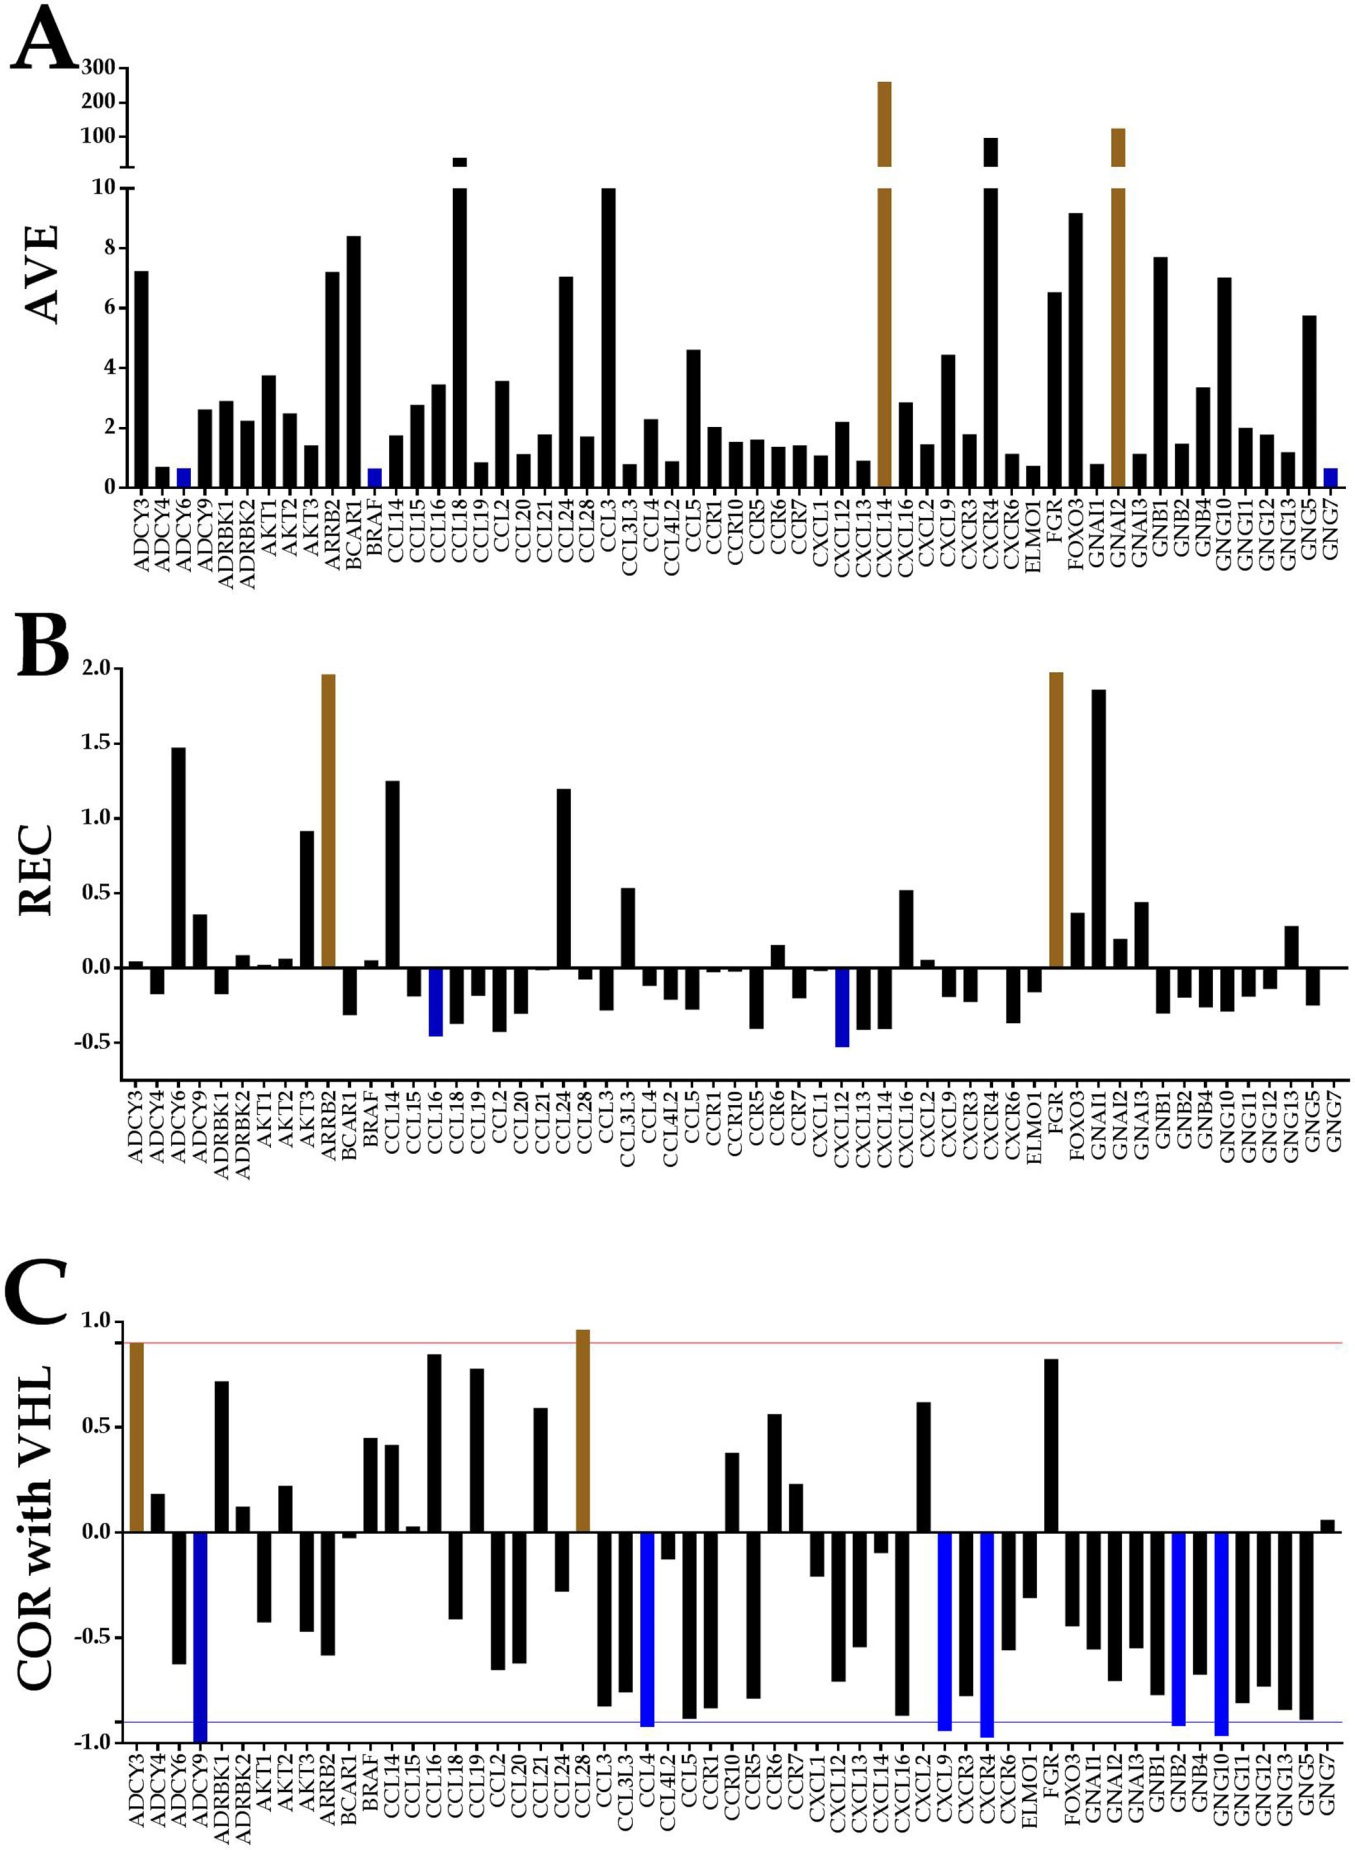 A
300
200
100
10
8
6
4
2
0
AVE
ADCY3 ADCY4 ADCY6 ADCY9 ADRBK1 ADRBK2 AKT1 AKT2 AKT3 ARRB2 BCAR1 BRAF CCL14 CCL15 CCL16 CCL18 CCL19 CCL2 CCL20 CCL21 CCL24 CCL28 CCL3 CCL3L3 CCL4 CCL4L2 CCL5 CCR1 CCR10 CCR5 CCR6 CCR7 CXCL1 CXCL12 CXCL13 CXCL14 CXCL16 CXCL2 CXCL9 CXCR3 CXCR4 CXCR6 ELMO1 FGR FOXO3 GNAI1 GNAI2 GNAI3 GNB1 GNB2 GNB4 GNG10 GNG11 GNG12 GNG13 GNG5 GNG7
B
2.0
1.5
1.0
0.5
0.0
-0.5
REC
ADCY3 ADCY4 ADCY6 ADCY9 ADRBK1 ADRBK2 AKT1 AKT2 AKT3 ARRB2 BCAR1 BRAF CCL14 CCL15 CCL16 CCL18 CCL19 CCL2 CCL20 CCL21 CCL24 CCL28 CCL3 CCL3L3 CCL4 CCL4L2 CCL5 CCR1 CCR10 CCR5 CCR6 CCR7 CXCL1 CXCL12 CXCL13 CXCL14 CXCL16 CXCL2 CXCL9 CXCR3 CXCR4 CXCR6 ELMO1 FGR FOXO3 GNAI1 GNAI2 GNAI3 GNB1 GNB2 GNB4 GNG10 GNG11 GNG12 GNG13 GNG5 GNG7
C
1.0
0.5
0.0
-0.5
-1.0
COR with VHL
ADCY3 ADCY4 ADCY6 ADCY9 ADRBK1 ADRBK2 AKT1 AKT2 AKT3 ARRB2 BCAR1 BRAF CCL14 CCL15 CCL16 CCL18 CCL19 CCL2 CCL20 CCL21 CCL24 CCL28 CCL3 CCL3L3 CCL4 CCL4L2 CCL5 CCR1 CCR10 CCR5 CCR6 CCR7 CXCL1 CXCL12 CXCL13 CXCL14 CXCL16 CXCL2 CXCL9 CXCR3 CXCR4 CXCR6 ELMO1 FGR FOXO3 GNAI1 GNAI2 GNAI3 GNB1 GNB2 GNB4 GNG10 GNG11 GNG12 GNG13 GNG5 GNG7